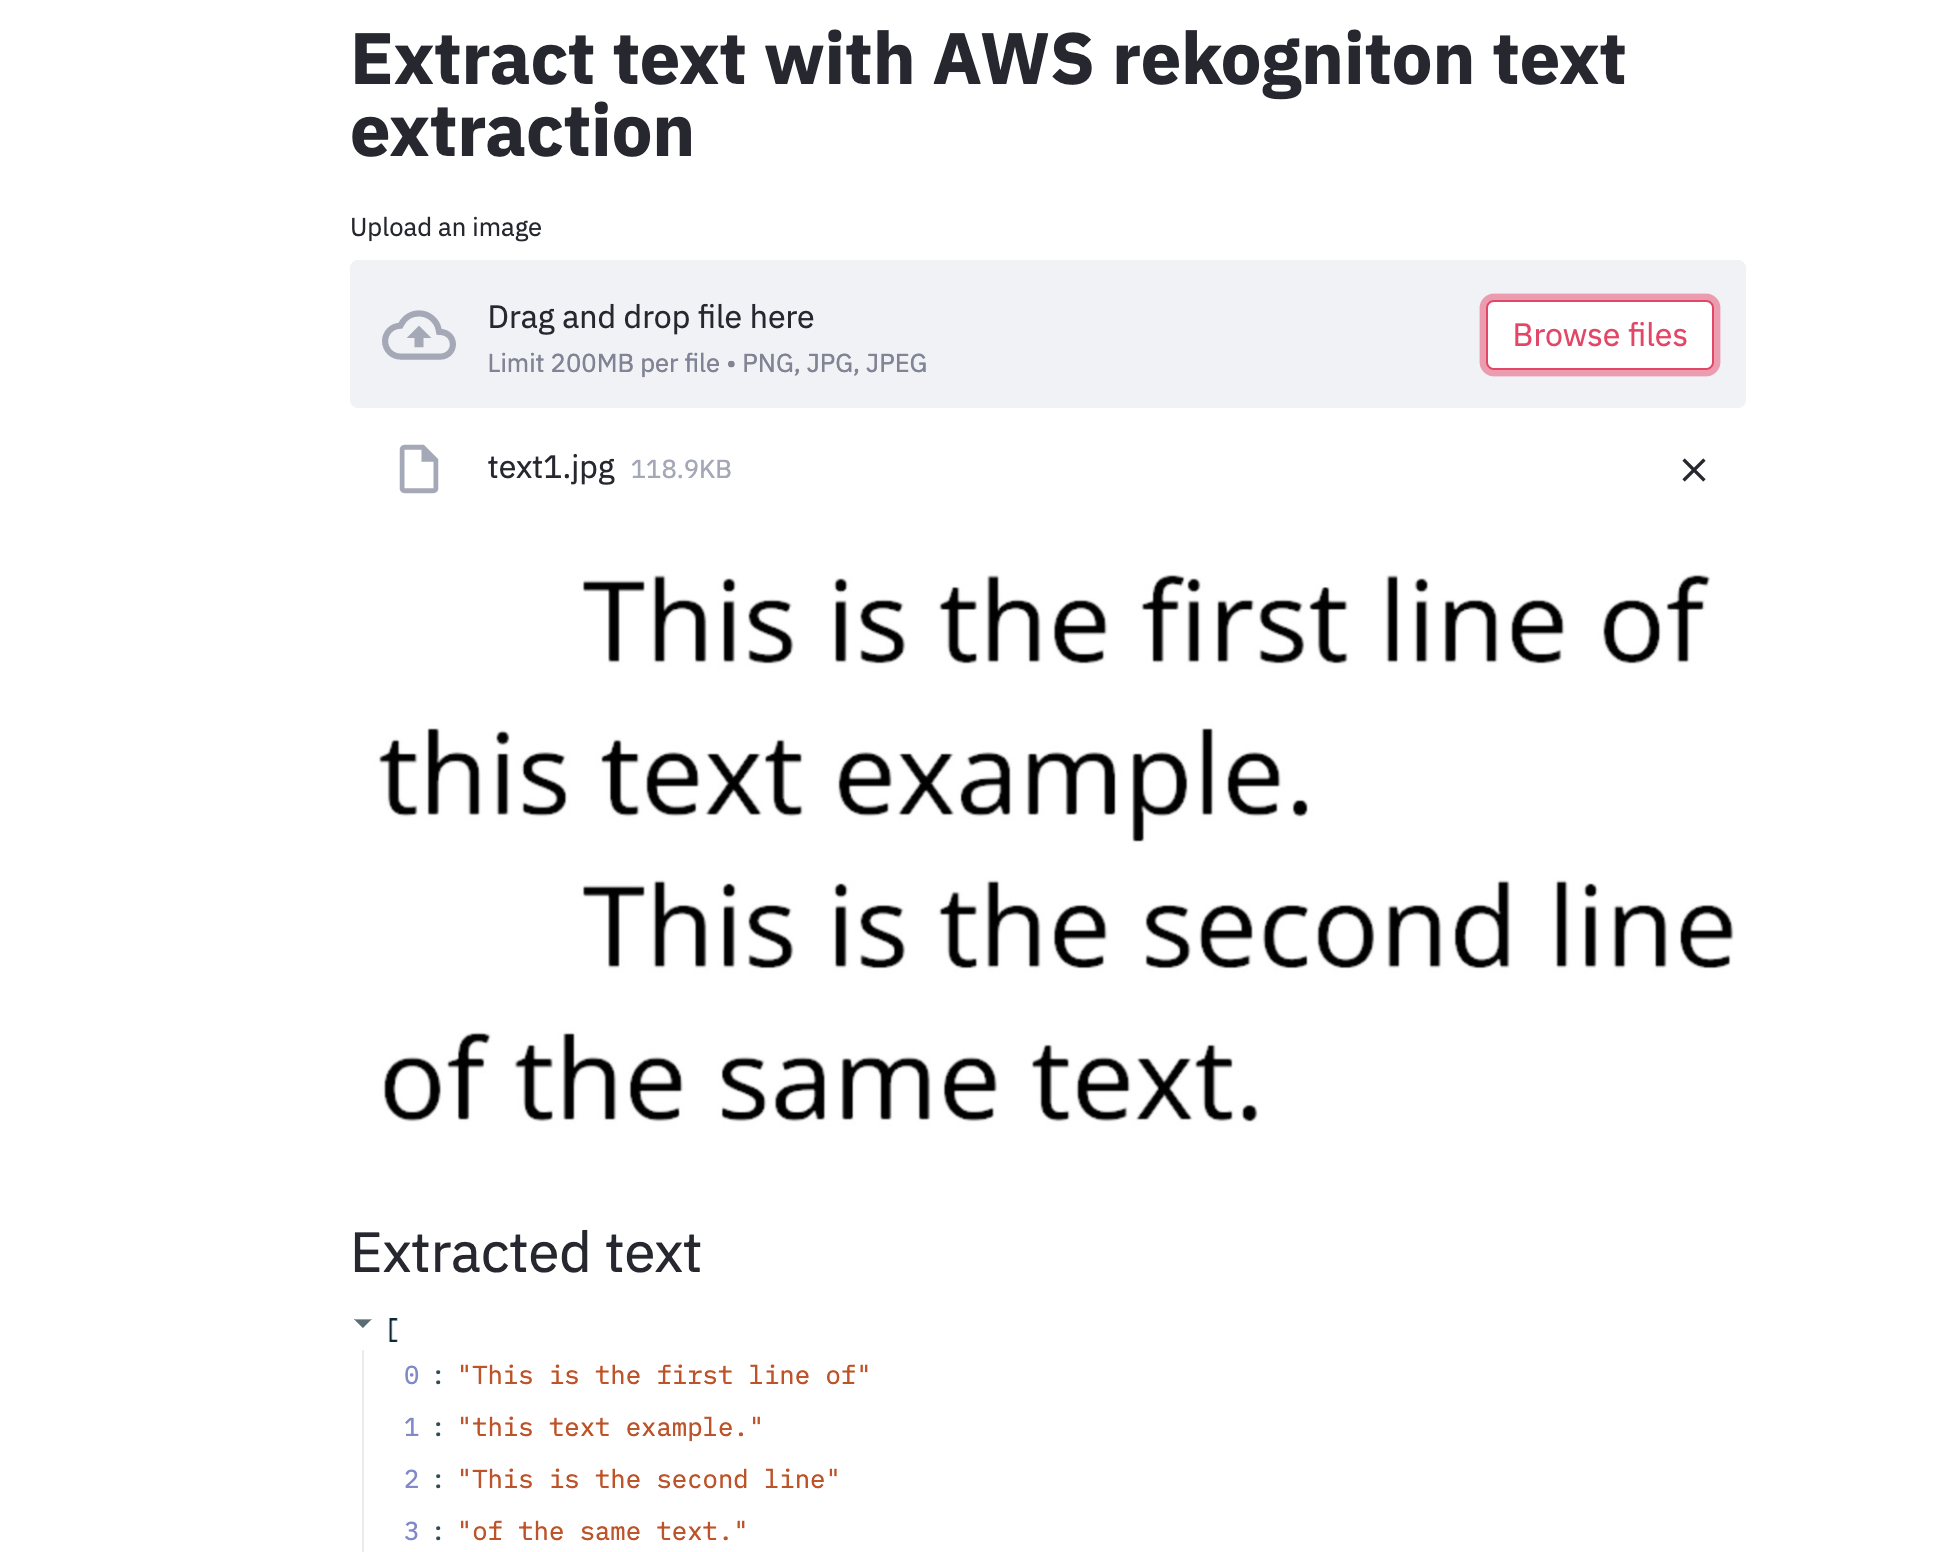 Extract text with AWS rekogniton text
extraction
Upload an image
Drag and drop file here
Limit 200MB per file • PNG, JPG, JPEG
Browse files
text1.jpg 118.9KB
This is the first line of
this text example.
This is the second line
of the same text.
Extracted text
[
0 : "This is the first line of"
1 : "this text example."
2 : "This is the second line"
3 : "of the same text."